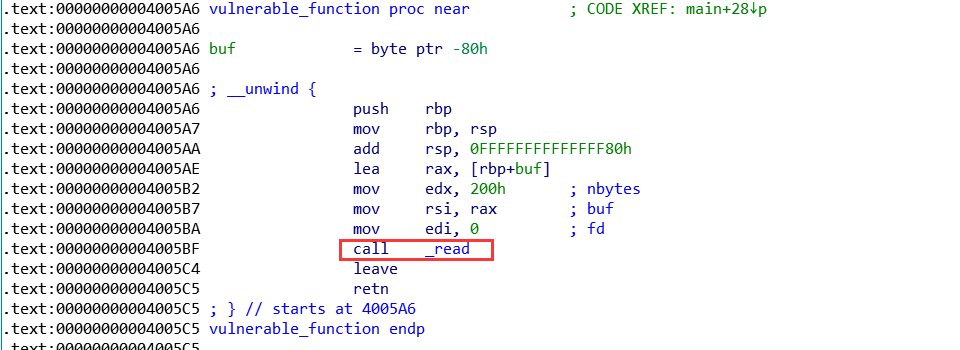 .text:00000000004005A6 vulnerable_function proc near ; CODE XREF: main+28↓p
.text:00000000004005A6
.text:00000000004005A6 buf = byte ptr -80h
.text:00000000004005A6
.text:00000000004005A6 ; __unwind {
.text:00000000004005A6 push rbp
.text:00000000004005A7 mov rbp, rsp
.text:00000000004005AA add rsp, 0FFFFFFFFFFFFFF80h
.text:00000000004005AE lea rax, [rbp+buf]
.text:00000000004005B2 mov edx, 200h ; nbytes
.text:00000000004005B7 mov rsi, rax ; buf
.text:00000000004005BA mov edi, 0 ; fd
.text:00000000004005BF call _read
.text:00000000004005C4 leave
.text:00000000004005C5 retn
.text:00000000004005C5 ; } // starts at 4005A6
.text:00000000004005C5 vulnerable_function endp
.text:00000000004005C5